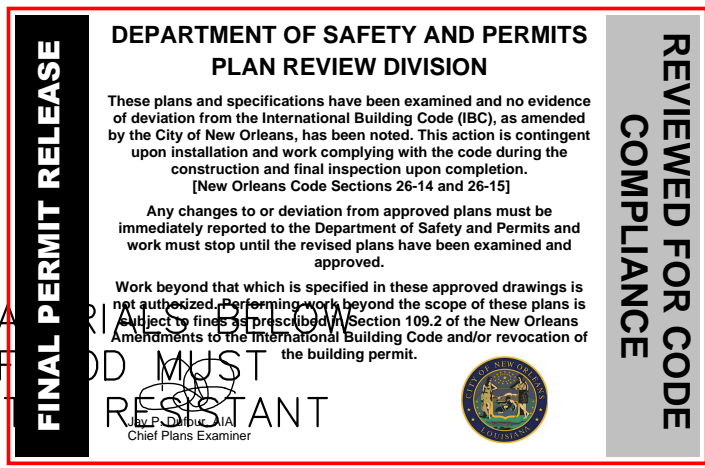 FINAL PERMIT RELEASE
DEPARTMENT OF SAFETY AND PERMITS
PLAN REVIEW DIVISION
These plans and specifications have been examined and no evidence
of deviation from the International Building Code (IBC), as amended
by the City of New Orleans, has been noted. This action is contingent
upon installation and work complying with the code during the
construction and final inspection upon completion.
[New Orleans Code Sections 26-14 and 26-15]
Any changes to or deviation from approved plans must be
immediately reported to the Department of Safety and Permits and
work must stop until the revised plans have been examined and
approved.
Work beyond that which is specified in these approved drawings is
not authorized. Performing work beyond the scope of these plans is
subject to fines as prescribed in Section 109.2 of the New Orleans
Amendments to the International Building Code and/or revocation of
the building permit.
BELOW
MUST
Jay P. Dufour, AIA
Chief Plans Examiner
CITY OF NEW ORLEANS
LOUISIANA
REVIEWED FOR CODE
COMPLIANCE